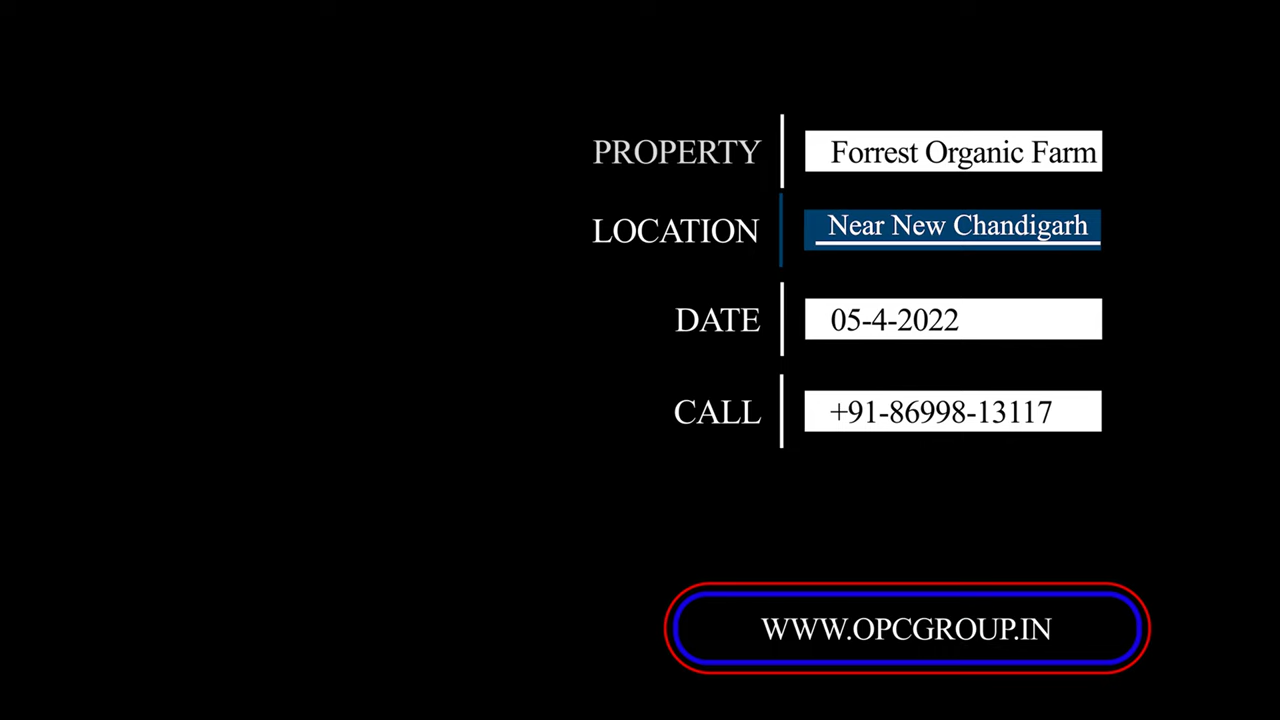 PROPERTY Forrest Organic Farm
LOCATION Near New Chandigarh
DATE 05-4-2022
CALL +91-86998-13117
WWW.OPCGROUP.IN